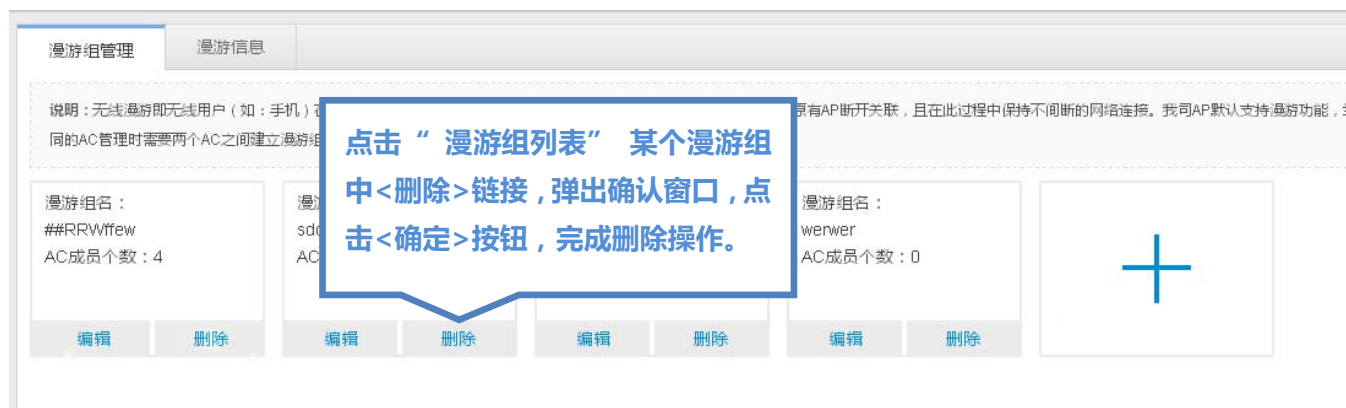 漫游组管理
漫游信息
说明：无线漫游即无线用户（如：手机）在
原有AP断开关联，且在此过程中保持不间断的网络连接。我司AP默认支持漫游功能，
同的AC管理时需要两个AC之间建立漫游组
点击“ 漫游组列表” 某个漫游组
中<删除>链接，弹出确认窗口，点
击<确定>按钮，完成删除操作。
漫游组名：
##RRWffew
AC成员个数：4
编辑
删除
AC
编辑
删除
编辑
删除
漫游组名：
werwer
AC成员个数：0
编辑
删除